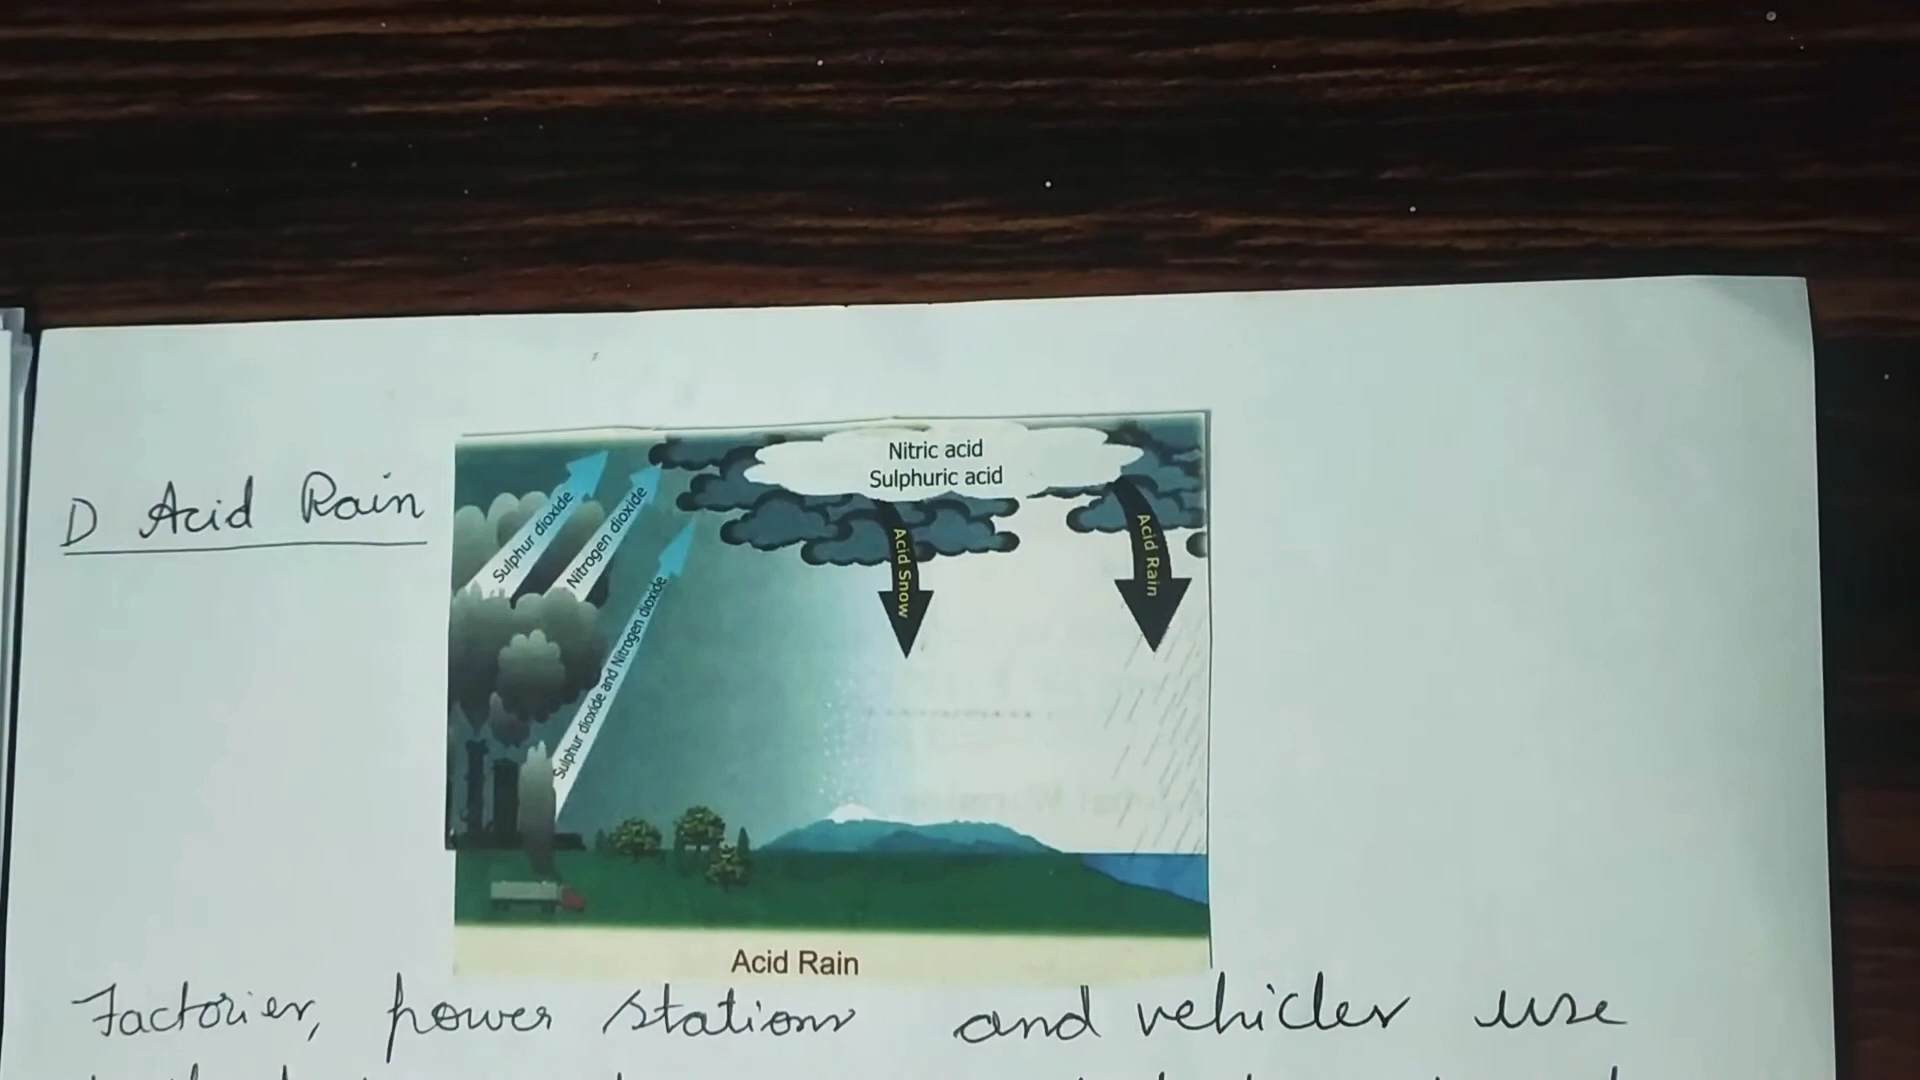 D Acid Rain
Nitric acid
Sulphuric acid
Sulphur dioxide
Nitrogen dioxide
Sulphur dioxide and Nitrogen dioxide
Acid Snow
Acid Rain
Acid Rain
Factories, power stations and vehicles use